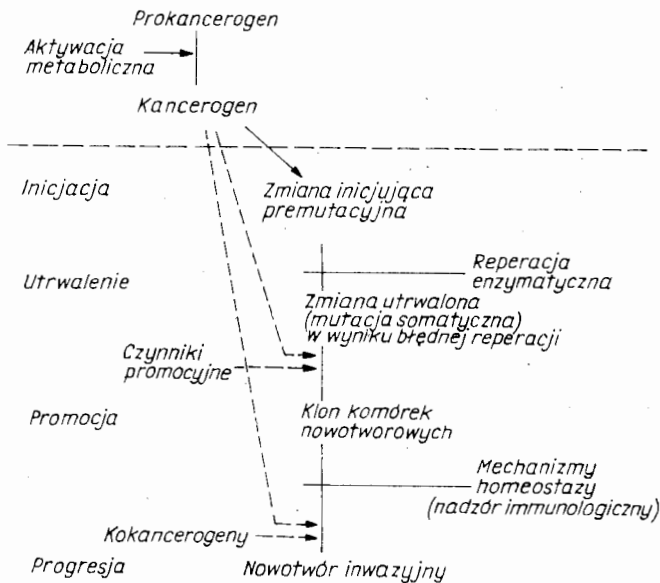 Prokancerogen
Aktywacja
metaboliczna
Kancerogen
Inicjacja
Zmiana inicjująca
premutacyjna
Reperacja
enzymatyczna
Utrwalenie
Zmiana utrwalona
(mutacja somatyczna)
w wyniku błędnej reperacji
Czynniki
promocyjne
Promocja
Klon komórek
nowotworowych
Mechanizmy
homeostazy
(nadzór immunologiczny)
Kokancerogeny
Progresja
Nowotwór inwazyjny